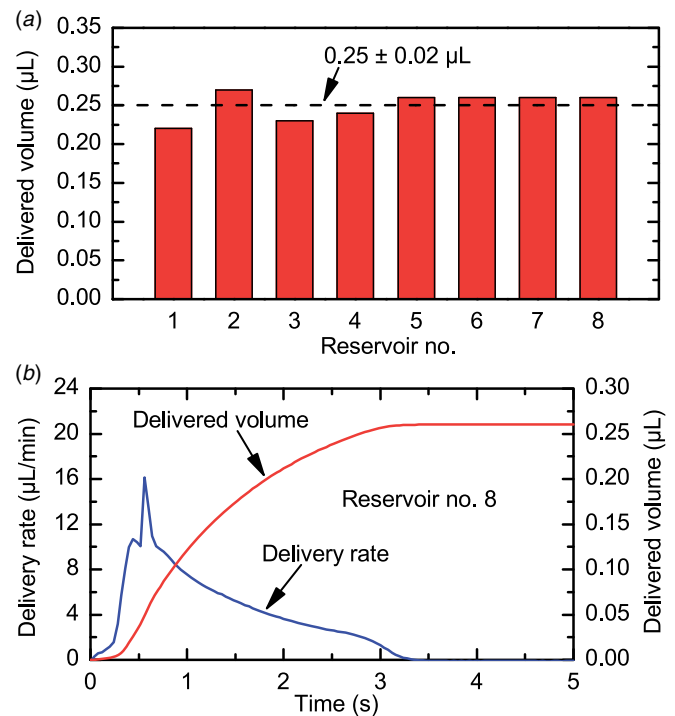 (a)
0.35
0.30
0.25
0.20
0.15
0.10
0.05
0.00
Delivered volume (µL)
0.25 ± 0.02 µL
1 2 3 4 5 6 7 8
Reservoir no.
(b)
24
20
16
12
8
4
0
Delivery rate (µL/min)
Delivered volume
Reservoir no. 8
Delivery rate
0.30
0.25
0.20
0.15
0.10
0.05
0.00
Delivered volume (µL)
0 1 2 3 4 5
Time (s)